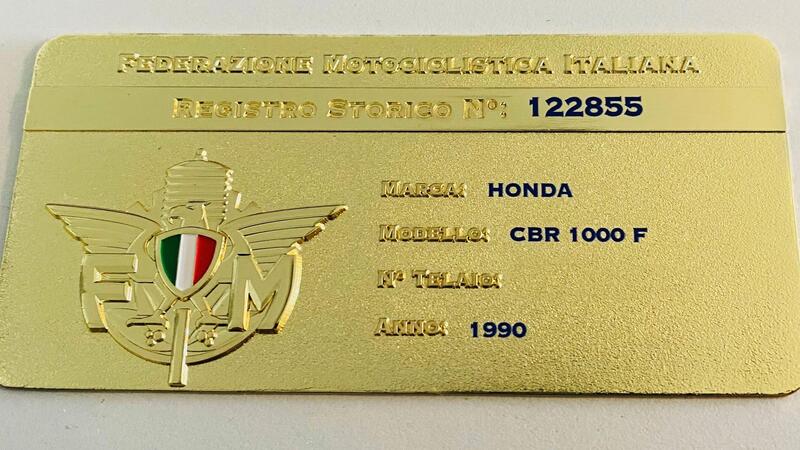 FEDERAZIONE MOTOCICLISTICA ITALIANA
REGISTRO STORICO N°: 122855
MARCA: HONDA
MODELLO: CBR 1000 F
N° TELAIO:
ANNO: 1990
F M